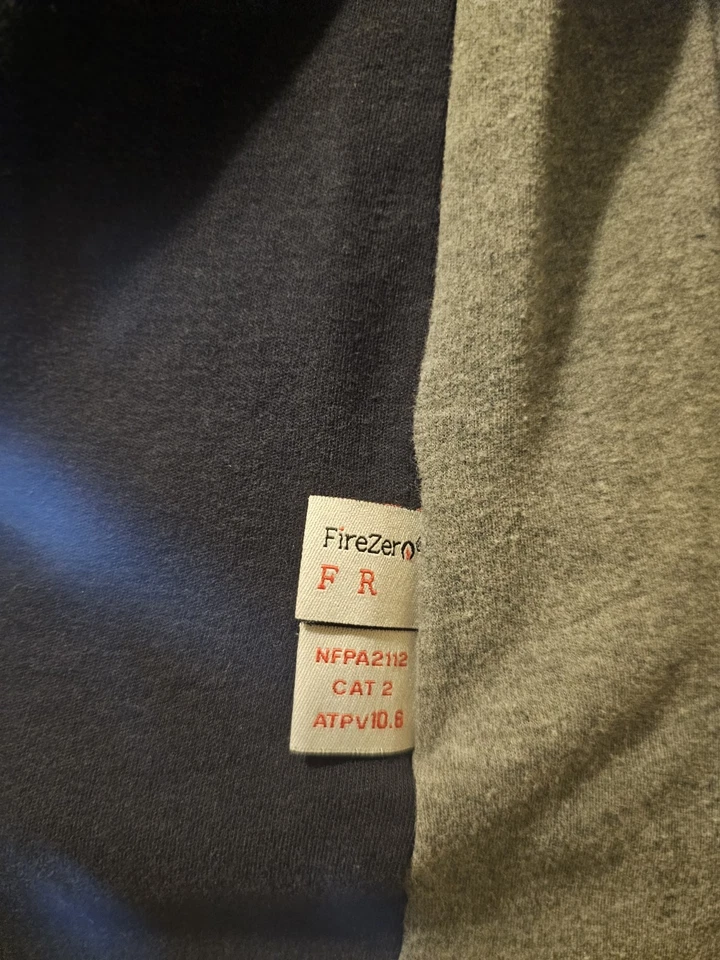 FireZero®
F R
NFPA2112
CAT 2
ATPV10.6